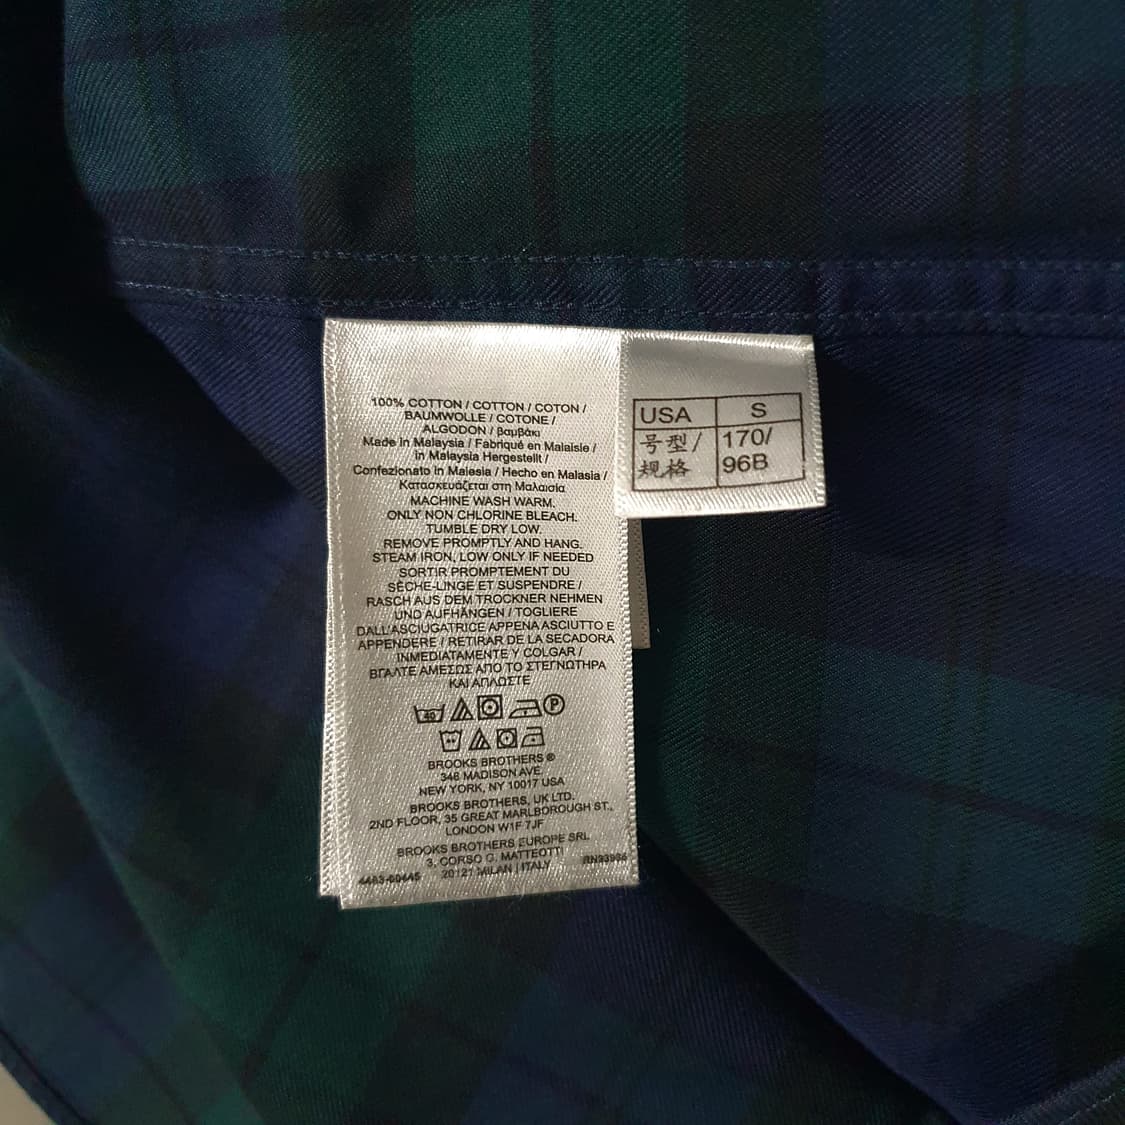 100% COTTON / COTTON / COTON /
BAUMWOLLE / COTONE /
ALGODON / Βαμβάκι
Made in Malaysia / Fabriqué en Malaisie /
in Malaysia Hergestellt /
Confezionato in Malesia / Hecho en Malasia /
Κατασκευάζεται στη Μαλαισία
MACHINE WASH WARM.
ONLY NON CHLORINE BLEACH.
TUMBLE DRY LOW.
REMOVE PROMPTLY AND HANG.
STEAM IRON, LOW ONLY IF NEEDED
SORTIR PROMPTEMENT DU
SÈCHE-LINGE ET SUSPENDRE /
RASCH AUS DEM TROCKNER NEHMEN
UND AUFHÄNGEN / TOGLIERE
DALL'ASCIUGATRICE APPENA ASCIUTTO E
APPENDERE / RETIRAR DE LA SECADORA
INMEDIATAMENTE Y COLGAR /
ΒΓΑΛΤΕ ΑΜΕΣΩΣ ΑΠΟ ΤΟ ΣΤΕΓΝΩΤΗΡΑ
ΚΑΙ ΑΠΛΩΣΤΕ
40 P
BROOKS BROTHERS ®
346 MADISON AVE.
NEW YORK, NY 10017 USA
BROOKS BROTHERS, UK LTD.
2ND FLOOR, 35 GREAT MARLBOROUGH ST.,
LONDON W1F 7JF
BROOKS BROTHERS EUROPE SRL
3, CORSO G. MATTEOTTI
20121 MILAN | ITALY
4463-00445
USA S
号型/ 170/
规格 96B